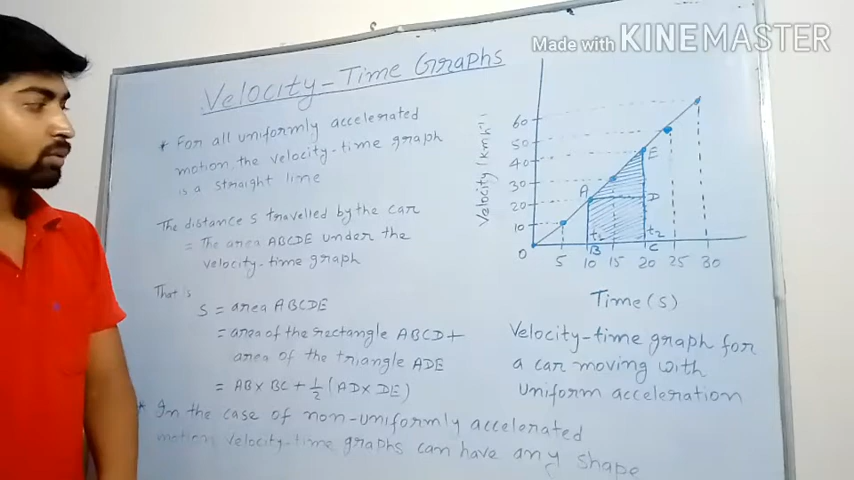 Made with KINEMASTER
Velocity-Time Graphs
* For all uniformly accelerated
motion, the velocity-time graph
is a straight line
The distance s travelled by the car
= The area ABCDE under the
velocity-time graph
That is
S = area ABCDE
= area of the rectangle ABCD+
area of the triangle ADE
= AB x BC + 1/2 (AD x DE)
* In the case of non-uniformly accelerated
motion velocity-time graphs can have any shape
Velocity (kmh⁻¹)
60
50
40
30
20
10
0
A
E
D
t₁ t₂
B C
5 10 15 20 25 30
Time (s)
Velocity-time graph for
a car moving with
uniform acceleration